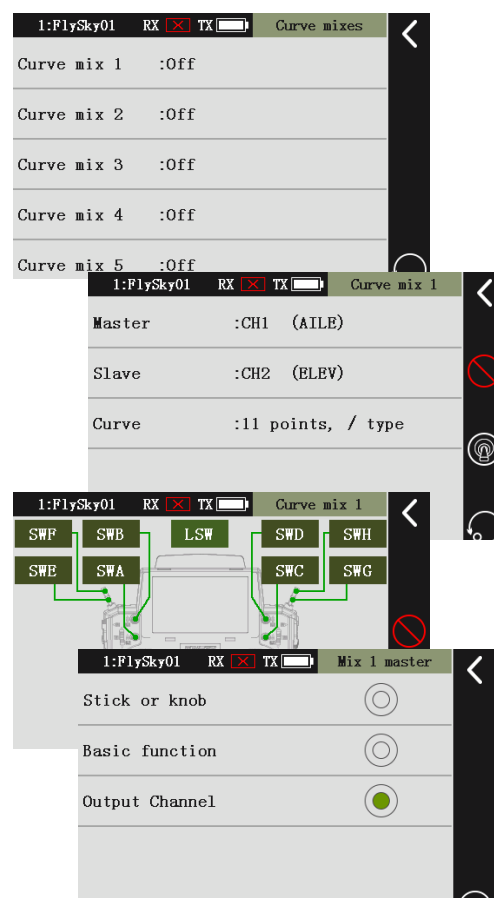 1:FlySky01 RX TX Curve mixes
Curve mix 1 :Off
Curve mix 2 :Off
Curve mix 3 :Off
Curve mix 4 :Off
Curve mix 5 :Off
1:FlySky01 RX TX Curve mix 1
Master :CH1 (AILE)
Slave :CH2 (ELEV)
Curve :11 points, / type
1:FlySky01 RX TX Curve mix 1
SWF SWB LSW SWD SWH
SWE SWA SWC SWG
1:FlySky01 RX TX Mix 1 master
Stick or knob
Basic function
Output Channel